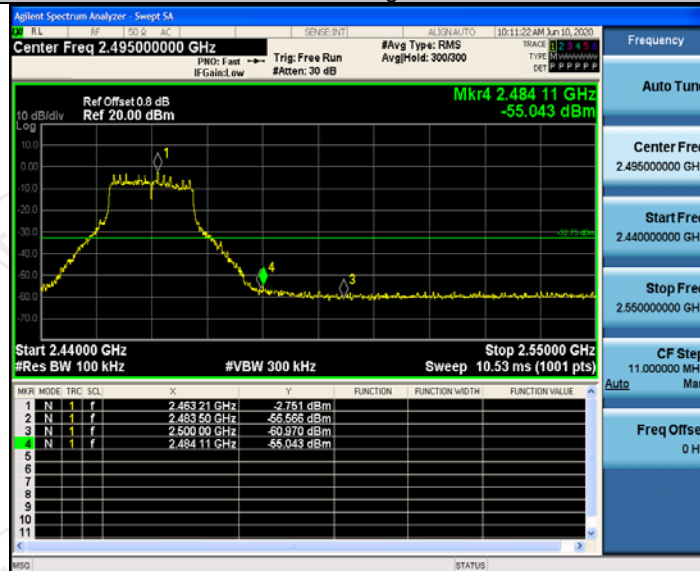 Agilent Spectrum Analyzer - Swept SA
RL RF 50 Ω AC SENSE:INT ALIGN AUTO 10:11:22 AM Jun 10, 2020
Center Freq 2.495000000 GHz
#Avg Type: RMS
TRACE 1 2 3 4 5 6
PNO: Fast
Trig: Free Run
Avg|Hold: 300/300
TYPE M
IFGain:Low
#Atten: 30 dB
DET P P P P P P
Mkr4 2.484 11 GHz
-55.043 dBm
Ref Offset 0.8 dB
10 dB/div Ref 20.00 dBm
Log
10.0
0.00
-10.0
-20.0
-30.0
-40.0
-50.0
-60.0
-70.0
1
4
3
-32.75 dBm
Start 2.44000 GHz Stop 2.55000 GHz
#Res BW 100 kHz #VBW 300 kHz Sweep 10.53 ms (1001 pts)
MKR MODE TRC SCL X Y FUNCTION FUNCTION WIDTH FUNCTION VALUE
1 N 1 f 2.463 21 GHz -2.751 dBm
2 N 1 f 2.483 50 GHz -56.566 dBm
3 N 1 f 2.500 00 GHz -60.970 dBm
4 N 1 f 2.484 11 GHz -55.043 dBm
5
6
7
8
9
10
11
MSG STATUS
Frequency
Auto Tune
Center Fre
2.495000000 GH
Start Fre
2.440000000 GH
Stop Fre
2.550000000 GH
CF Step
11.000000 MH
Auto Ma
Freq Offse
0 H